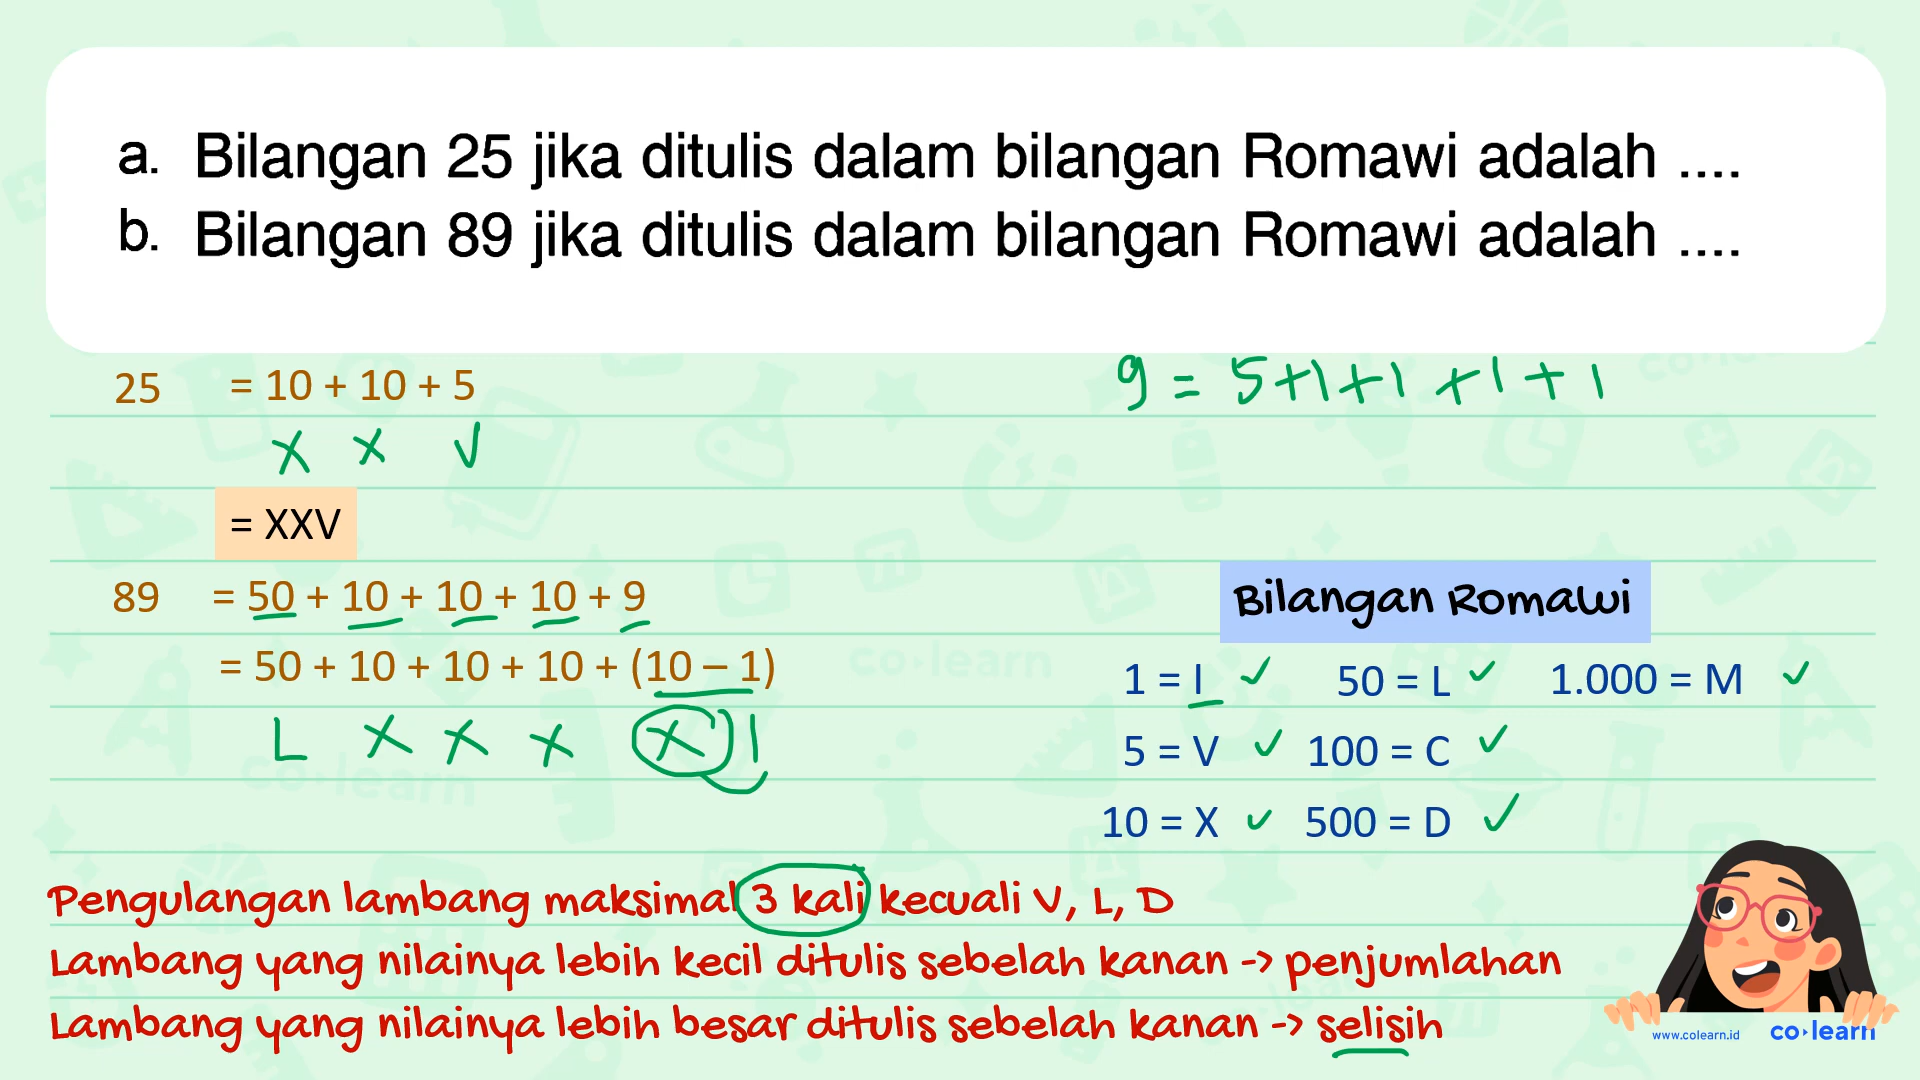 a. Bilangan 25 jika ditulis dalam bilangan Romawi adalah ....
b. Bilangan 89 jika ditulis dalam bilangan Romawi adalah ....
25 = 10 + 10 + 5
X X V
= XXV
9 = 5+1+1+1+1
89 = 50 + 10 + 10 + 10 + 9
= 50 + 10 + 10 + 10 + (10 – 1)
L X X X X I
Bilangan Romawi
1 = I ✓ 50 = L ✓ 1.000 = M ✓
5 = V ✓ 100 = C ✓
10 = X ✓ 500 = D ✓
Pengulangan lambang maksimal 3 kali kecuali V, L, D
Lambang yang nilainya lebih kecil ditulis sebelah kanan -> penjumlahan
Lambang yang nilainya lebih besar ditulis sebelah kanan -> selisih
www.colearn.id co learn
co learn
co learn